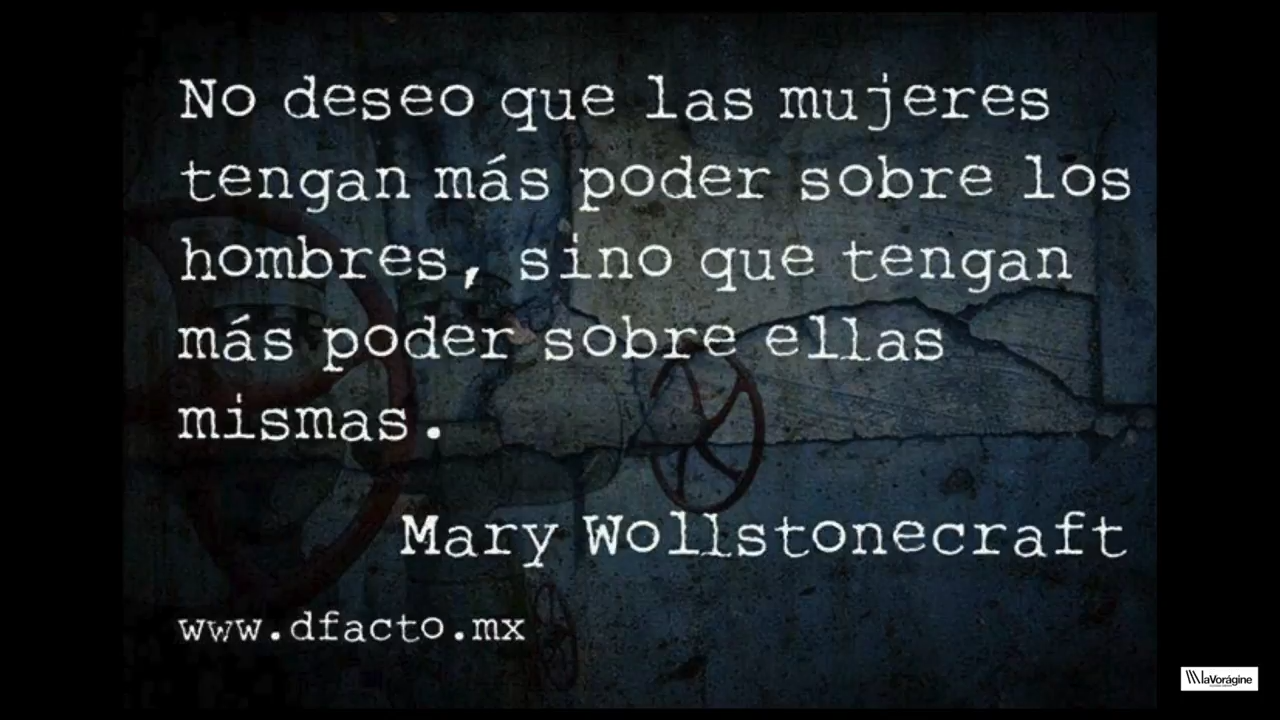 No deseo que las mujeres
tengan más poder sobre los
hombres, sino que tengan
más poder sobre ellas
mismas.
Mary Wollstonecraft
www.dfacto.mx
laVorágine